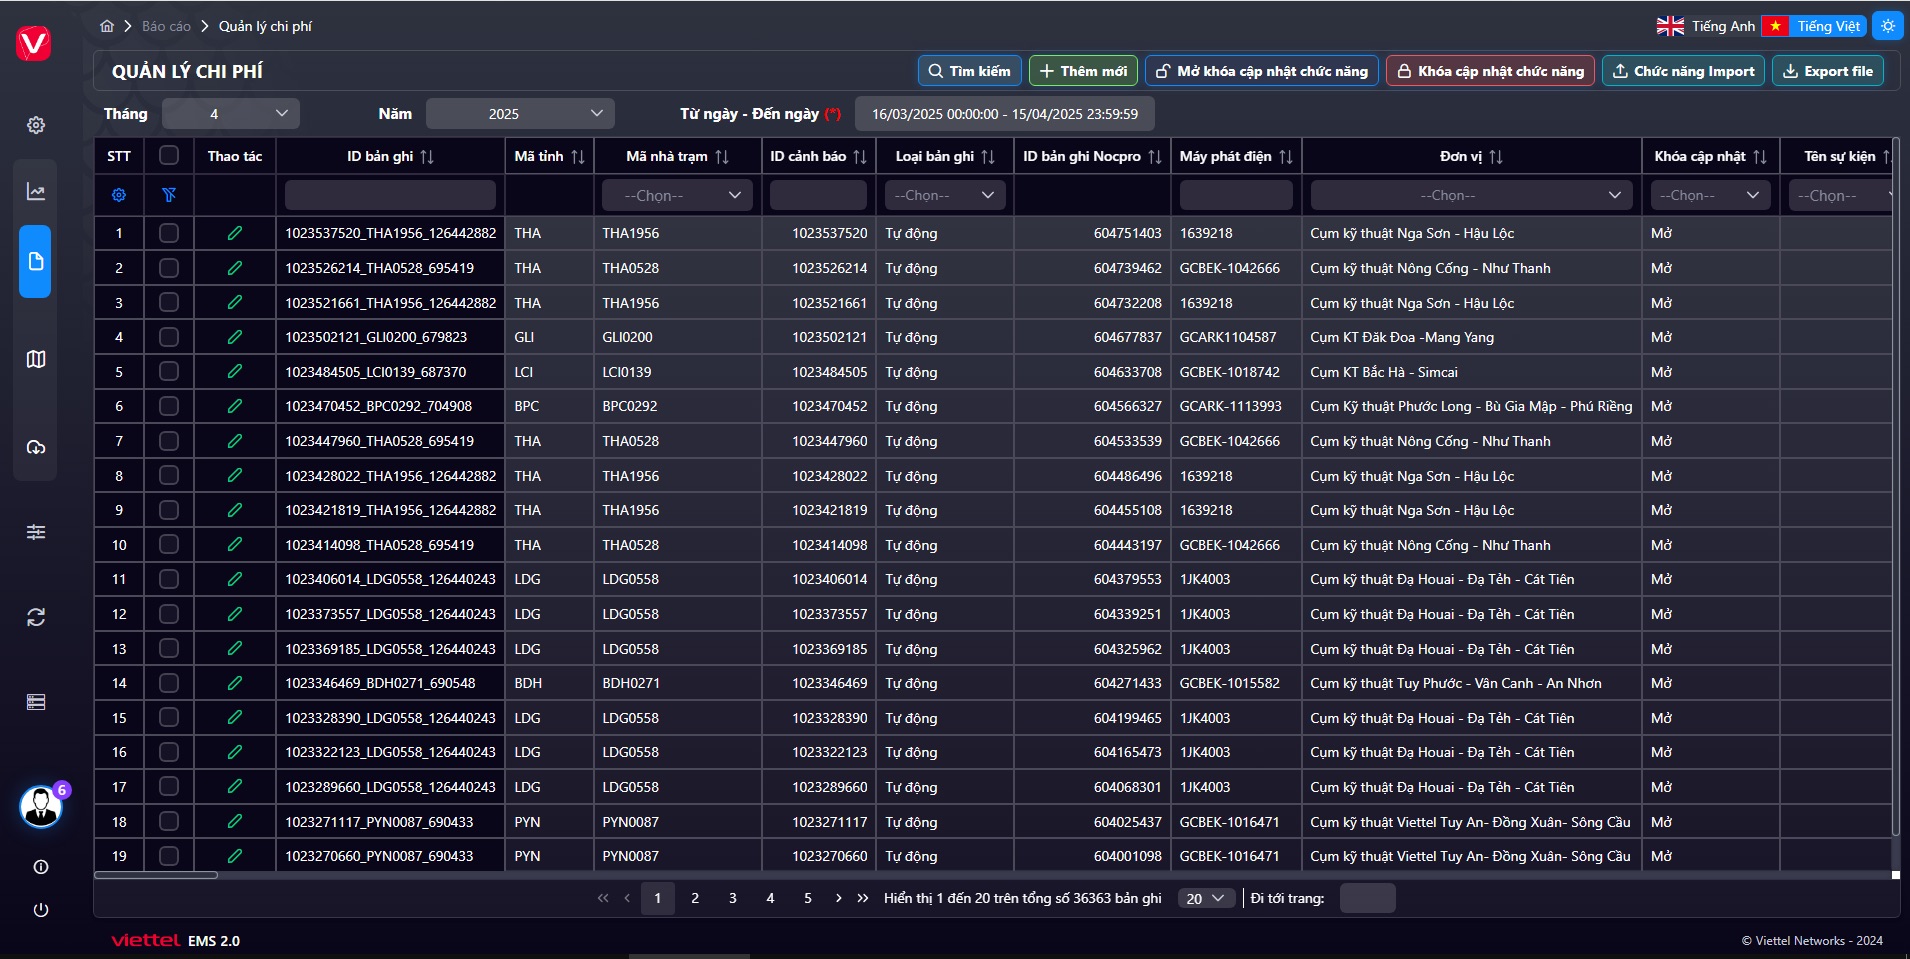 Báo cáo Quản lý chi phí
Tiếng Anh Tiếng Việt
QUẢN LÝ CHI PHÍ
Tìm kiếm Thêm mới Mở khóa cập nhật chức năng Khóa cập nhật chức năng Chức năng Import Export file
Tháng 4 Năm 2025 Từ ngày - Đến ngày (*) 16/03/2025 00:00:00 - 15/04/2025 23:59:59
STT Thao tác ID bản ghi Mã tỉnh Mã nhà trạm ID cảnh báo Loại bản ghi ID bản ghi Nocpro Máy phát điện Đơn vị Khóa cập nhật Tên sự kiện
--Chọn-- --Chọn-- --Chọn-- --Chọn-- --Chọn--
1 1023537520_THA1956_126442882 THA THA1956 1023537520 Tự động 604751403 1639218 Cụm kỹ thuật Nga Sơn - Hậu Lộc Mở
2 1023526214_THA0528_695419 THA THA0528 1023526214 Tự động 604739462 GCBEK-1042666 Cụm kỹ thuật Nông Cống - Như Thanh Mở
3 1023521661_THA1956_126442882 THA THA1956 1023521661 Tự động 604732208 1639218 Cụm kỹ thuật Nga Sơn - Hậu Lộc Mở
4 1023502121_GLI0200_679823 GLI GLI0200 1023502121 Tự động 604677837 GCARK1104587 Cụm KT Đăk Đoa -Mang Yang Mở
5 1023484505_LCI0139_687370 LCI LCI0139 1023484505 Tự động 604633708 GCBEK-1018742 Cụm KT Bắc Hà - Simcai Mở
6 1023470452_BPC0292_704908 BPC BPC0292 1023470452 Tự động 604566327 GCARK-1113993 Cụm Kỹ thuật Phước Long - Bù Gia Mập - Phú Riềng Mở
7 1023447960_THA0528_695419 THA THA0528 1023447960 Tự động 604533539 GCBEK-1042666 Cụm kỹ thuật Nông Cống - Như Thanh Mở
8 1023428022_THA1956_126442882 THA THA1956 1023428022 Tự động 604486496 1639218 Cụm kỹ thuật Nga Sơn - Hậu Lộc Mở
9 1023421819_THA1956_126442882 THA THA1956 1023421819 Tự động 604455108 1639218 Cụm kỹ thuật Nga Sơn - Hậu Lộc Mở
10 1023414098_THA0528_695419 THA THA0528 1023414098 Tự động 604443197 GCBEK-1042666 Cụm kỹ thuật Nông Cống - Như Thanh Mở
11 1023406014_LDG0558_126440243 LDG LDG0558 1023406014 Tự động 604379553 1JK4003 Cụm kỹ thuật Đạ Houai - Đạ Tẻh - Cát Tiên Mở
12 1023373557_LDG0558_126440243 LDG LDG0558 1023373557 Tự động 604339251 1JK4003 Cụm kỹ thuật Đạ Houai - Đạ Tẻh - Cát Tiên Mở
13 1023369185_LDG0558_126440243 LDG LDG0558 1023369185 Tự động 604325962 1JK4003 Cụm kỹ thuật Đạ Houai - Đạ Tẻh - Cát Tiên Mở
14 1023346469_BDH0271_690548 BDH BDH0271 1023346469 Tự động 604271433 GCBEK-1015582 Cụm kỹ thuật Tuy Phước - Vân Canh - An Nhơn Mở
15 1023328390_LDG0558_126440243 LDG LDG0558 1023328390 Tự động 604199465 1JK4003 Cụm kỹ thuật Đạ Houai - Đạ Tẻh - Cát Tiên Mở
16 1023322123_LDG0558_126440243 LDG LDG0558 1023322123 Tự động 604165473 1JK4003 Cụm kỹ thuật Đạ Houai - Đạ Tẻh - Cát Tiên Mở
17 1023289660_LDG0558_126440243 LDG LDG0558 1023289660 Tự động 604068301 1JK4003 Cụm kỹ thuật Đạ Houai - Đạ Tẻh - Cát Tiên Mở
18 1023271117_PYN0087_690433 PYN PYN0087 1023271117 Tự động 604025437 GCBEK-1016471 Cụm kỹ thuật Viettel Tuy An- Đồng Xuân- Sông Cầu Mở
19 1023270660_PYN0087_690433 PYN PYN0087 1023270660 Tự động 604001098 GCBEK-1016471 Cụm kỹ thuật Viettel Tuy An- Đồng Xuân- Sông Cầu Mở
6
1 2 3 4 5 Hiển thị 1 đến 20 trên tổng số 36363 bản ghi 20 Đi tới trang:
viettel EMS 2.0
© Viettel Networks - 2024